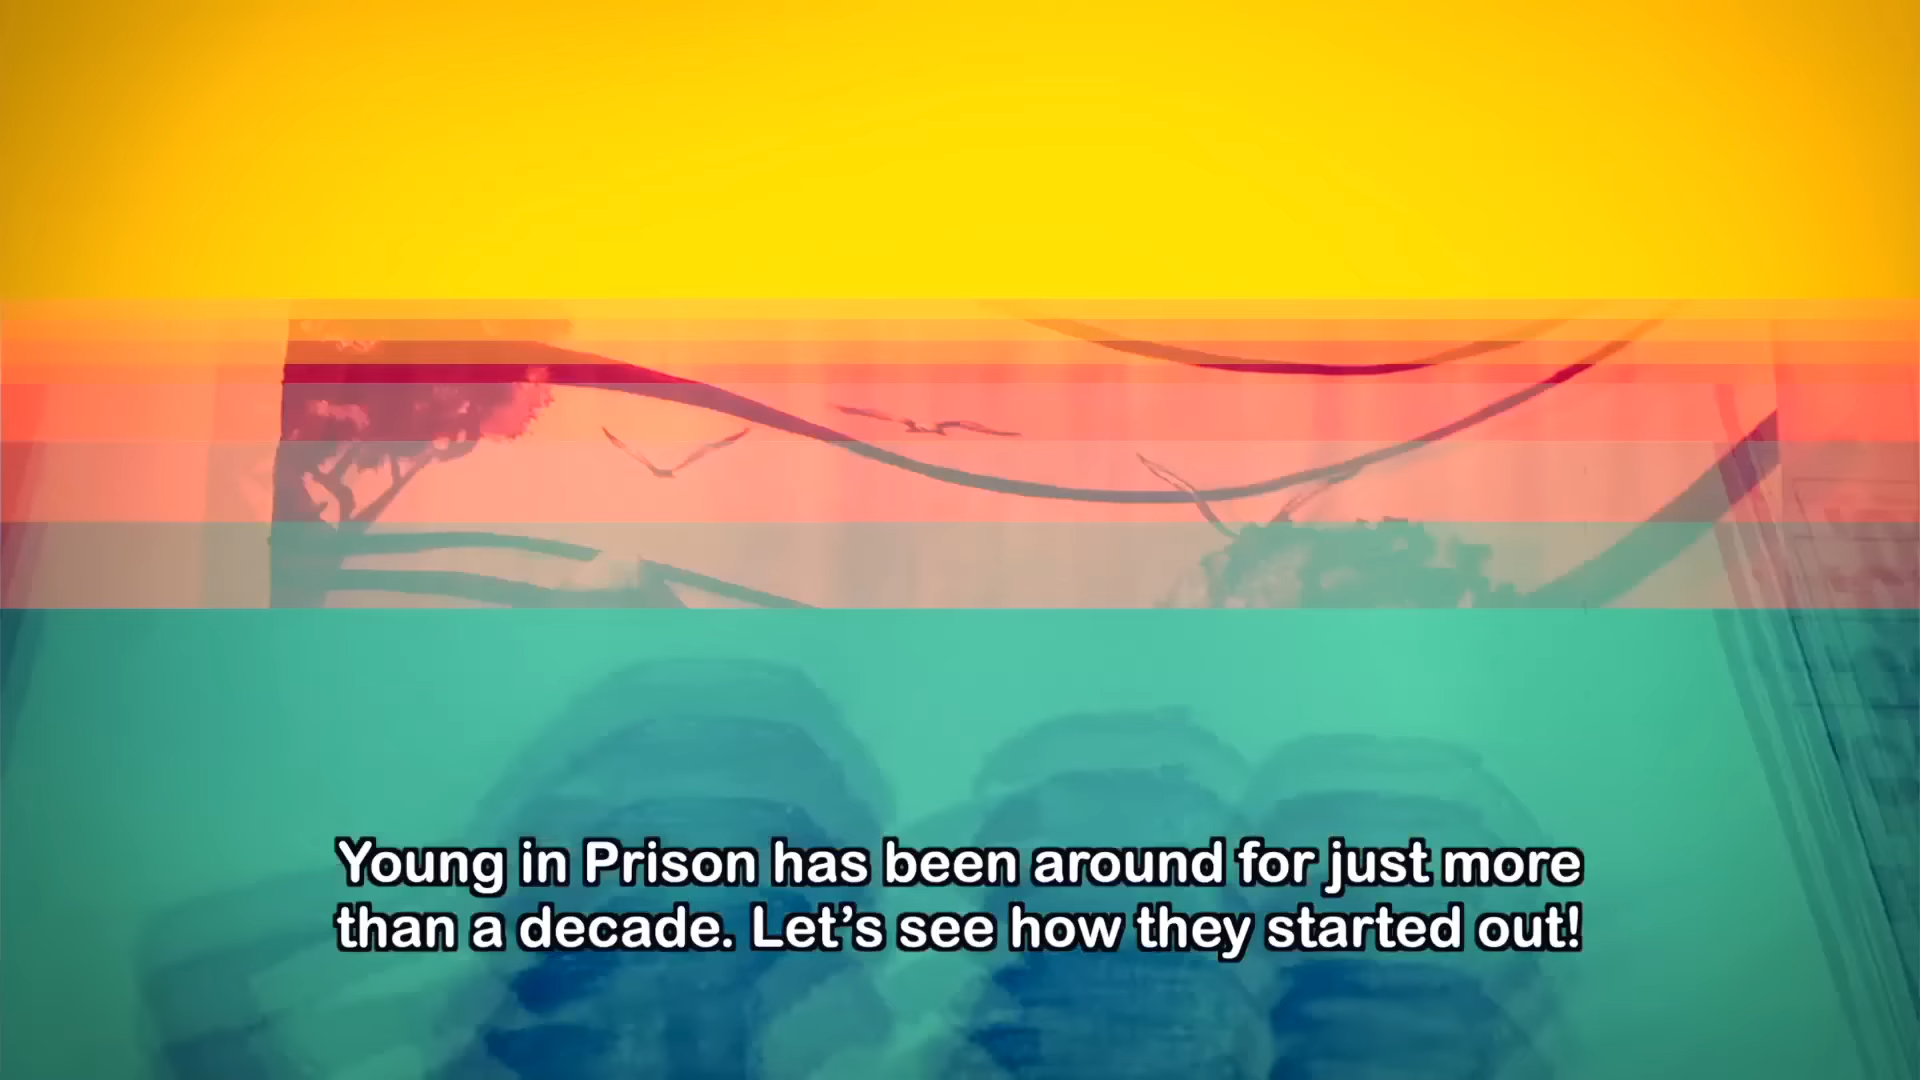 Young in Prison has been around for just more
than a decade. Let’s see how they started out!